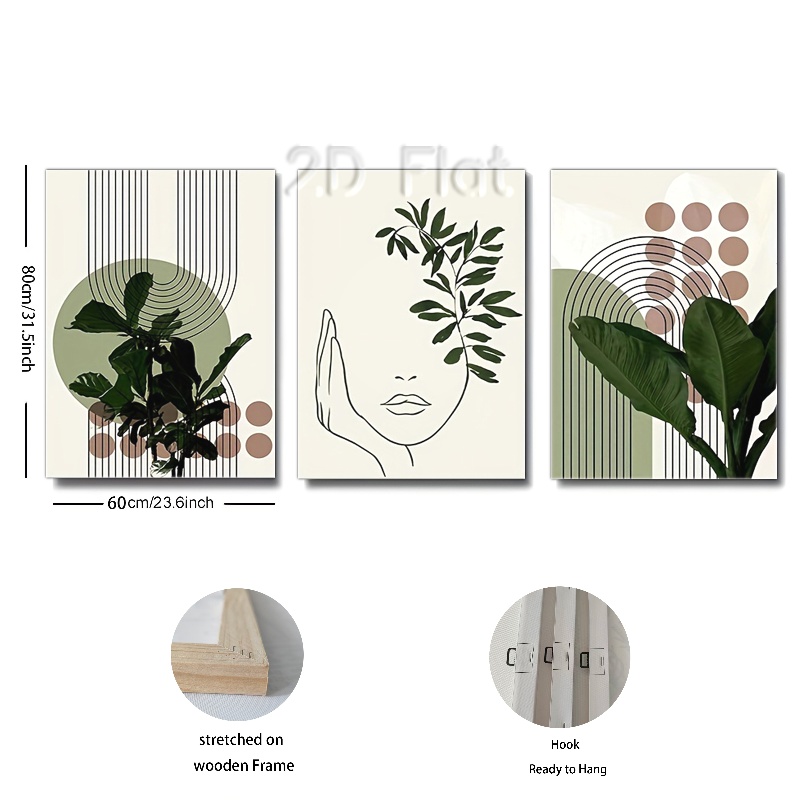 2D Flat
80cm/31.5inch
60cm/23.6inch
stretched on
wooden Frame
Hook
Ready to Hang